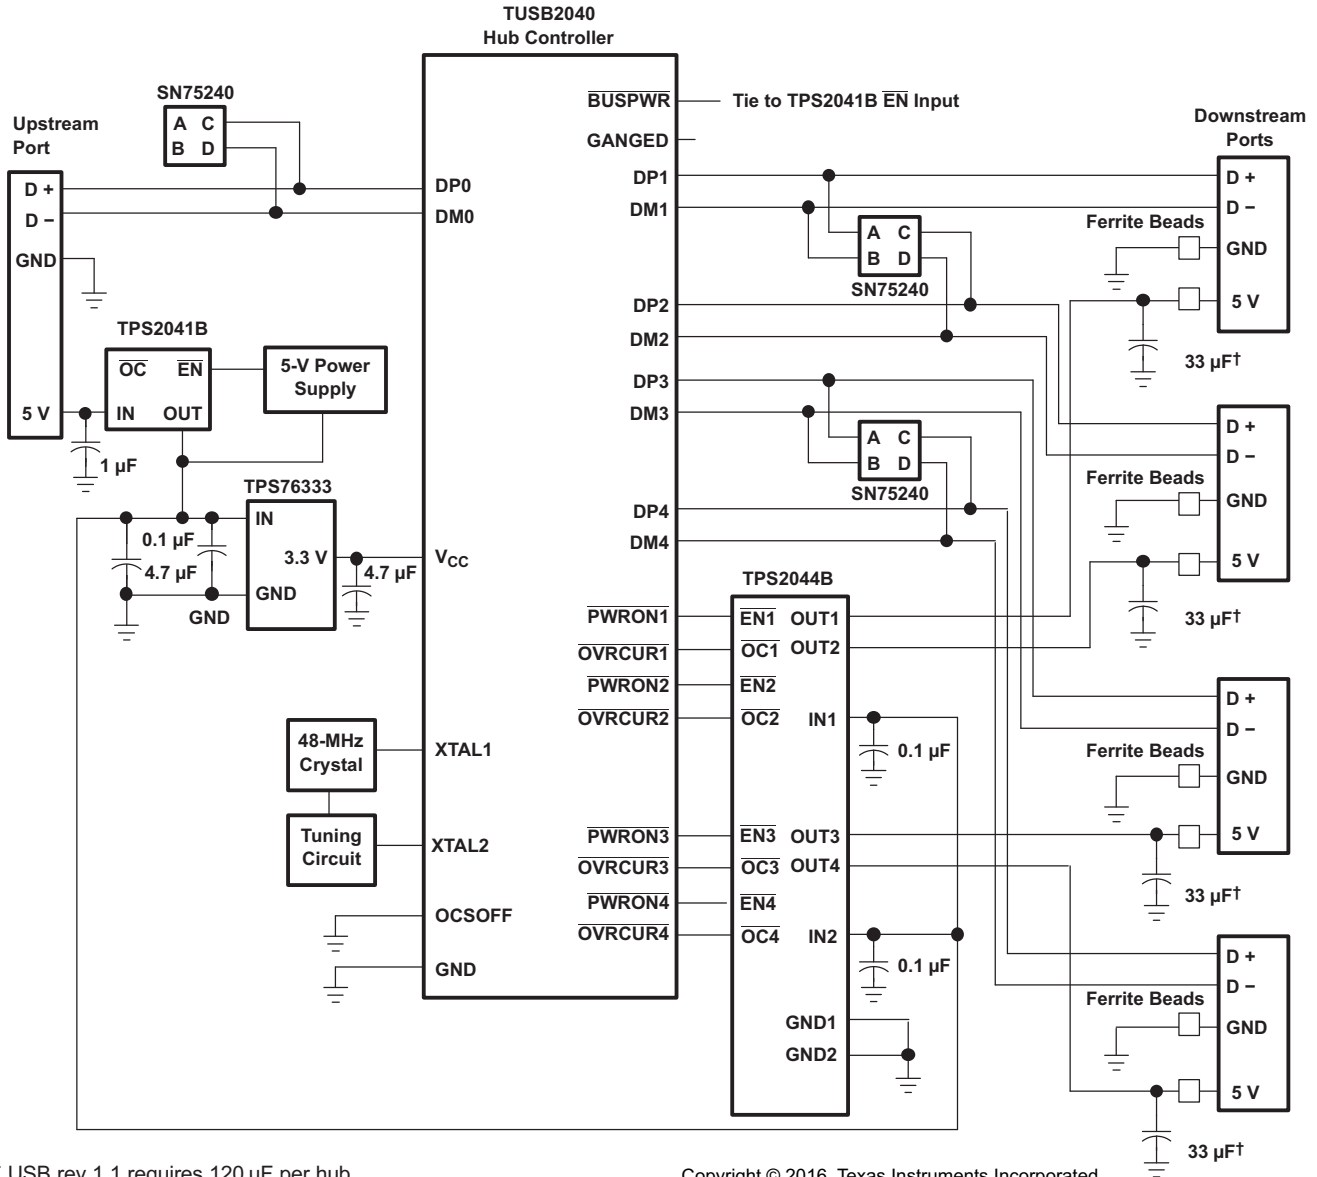 TUSB2040
Hub Controller
SN75240
A C
B D
Upstream
Port
D +
D −
GND
5 V
TPS2041B
OC EN
IN OUT
5-V Power
Supply
1 µF
TPS76333
IN
3.3 V
GND
0.1 µF
4.7 µF
GND
4.7 µF
48-MHz
Crystal
Tuning
Circuit
DP0
DM0
VCC
XTAL1
XTAL2
OCSOFF
GND
BUSPWR
Tie to TPS2041B EN Input
GANGED
DP1
DM1
DP2
DM2
DP3
DM3
DP4
DM4
PWRON1
OVRCUR1
PWRON2
OVRCUR2
PWRON3
OVRCUR3
PWRON4
OVRCUR4
A C
B D
SN75240
A C
B D
SN75240
TPS2044B
EN1 OUT1
OC1 OUT2
EN2
OC2 IN1
EN3 OUT3
OC3 OUT4
EN4
OC4 IN2
GND1
GND2
0.1 µF
0.1 µF
Downstream
Ports
D +
D −
Ferrite Beads
GND
5 V
33 µF†
D +
D −
Ferrite Beads
GND
5 V
33 µF†
D +
D −
Ferrite Beads
GND
5 V
33 µF†
D +
D −
Ferrite Beads
GND
5 V
33 µF†
USB rev 1.1 requires 120 µF per hub
Copyright © 2016, Texas Instruments Incorporated